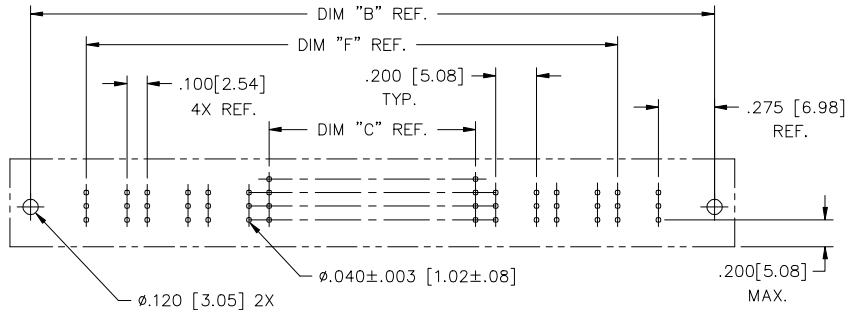 DIM "B" REF.
DIM "F" REF.
.100[2.54]
4X REF.
.200 [5.08]
TYP.
.275 [6.98]
REF.
DIM "C" REF.
ø.040±.003 [1.02±.08]
.200[5.08]
MAX.
ø.120 [3.05] 2X